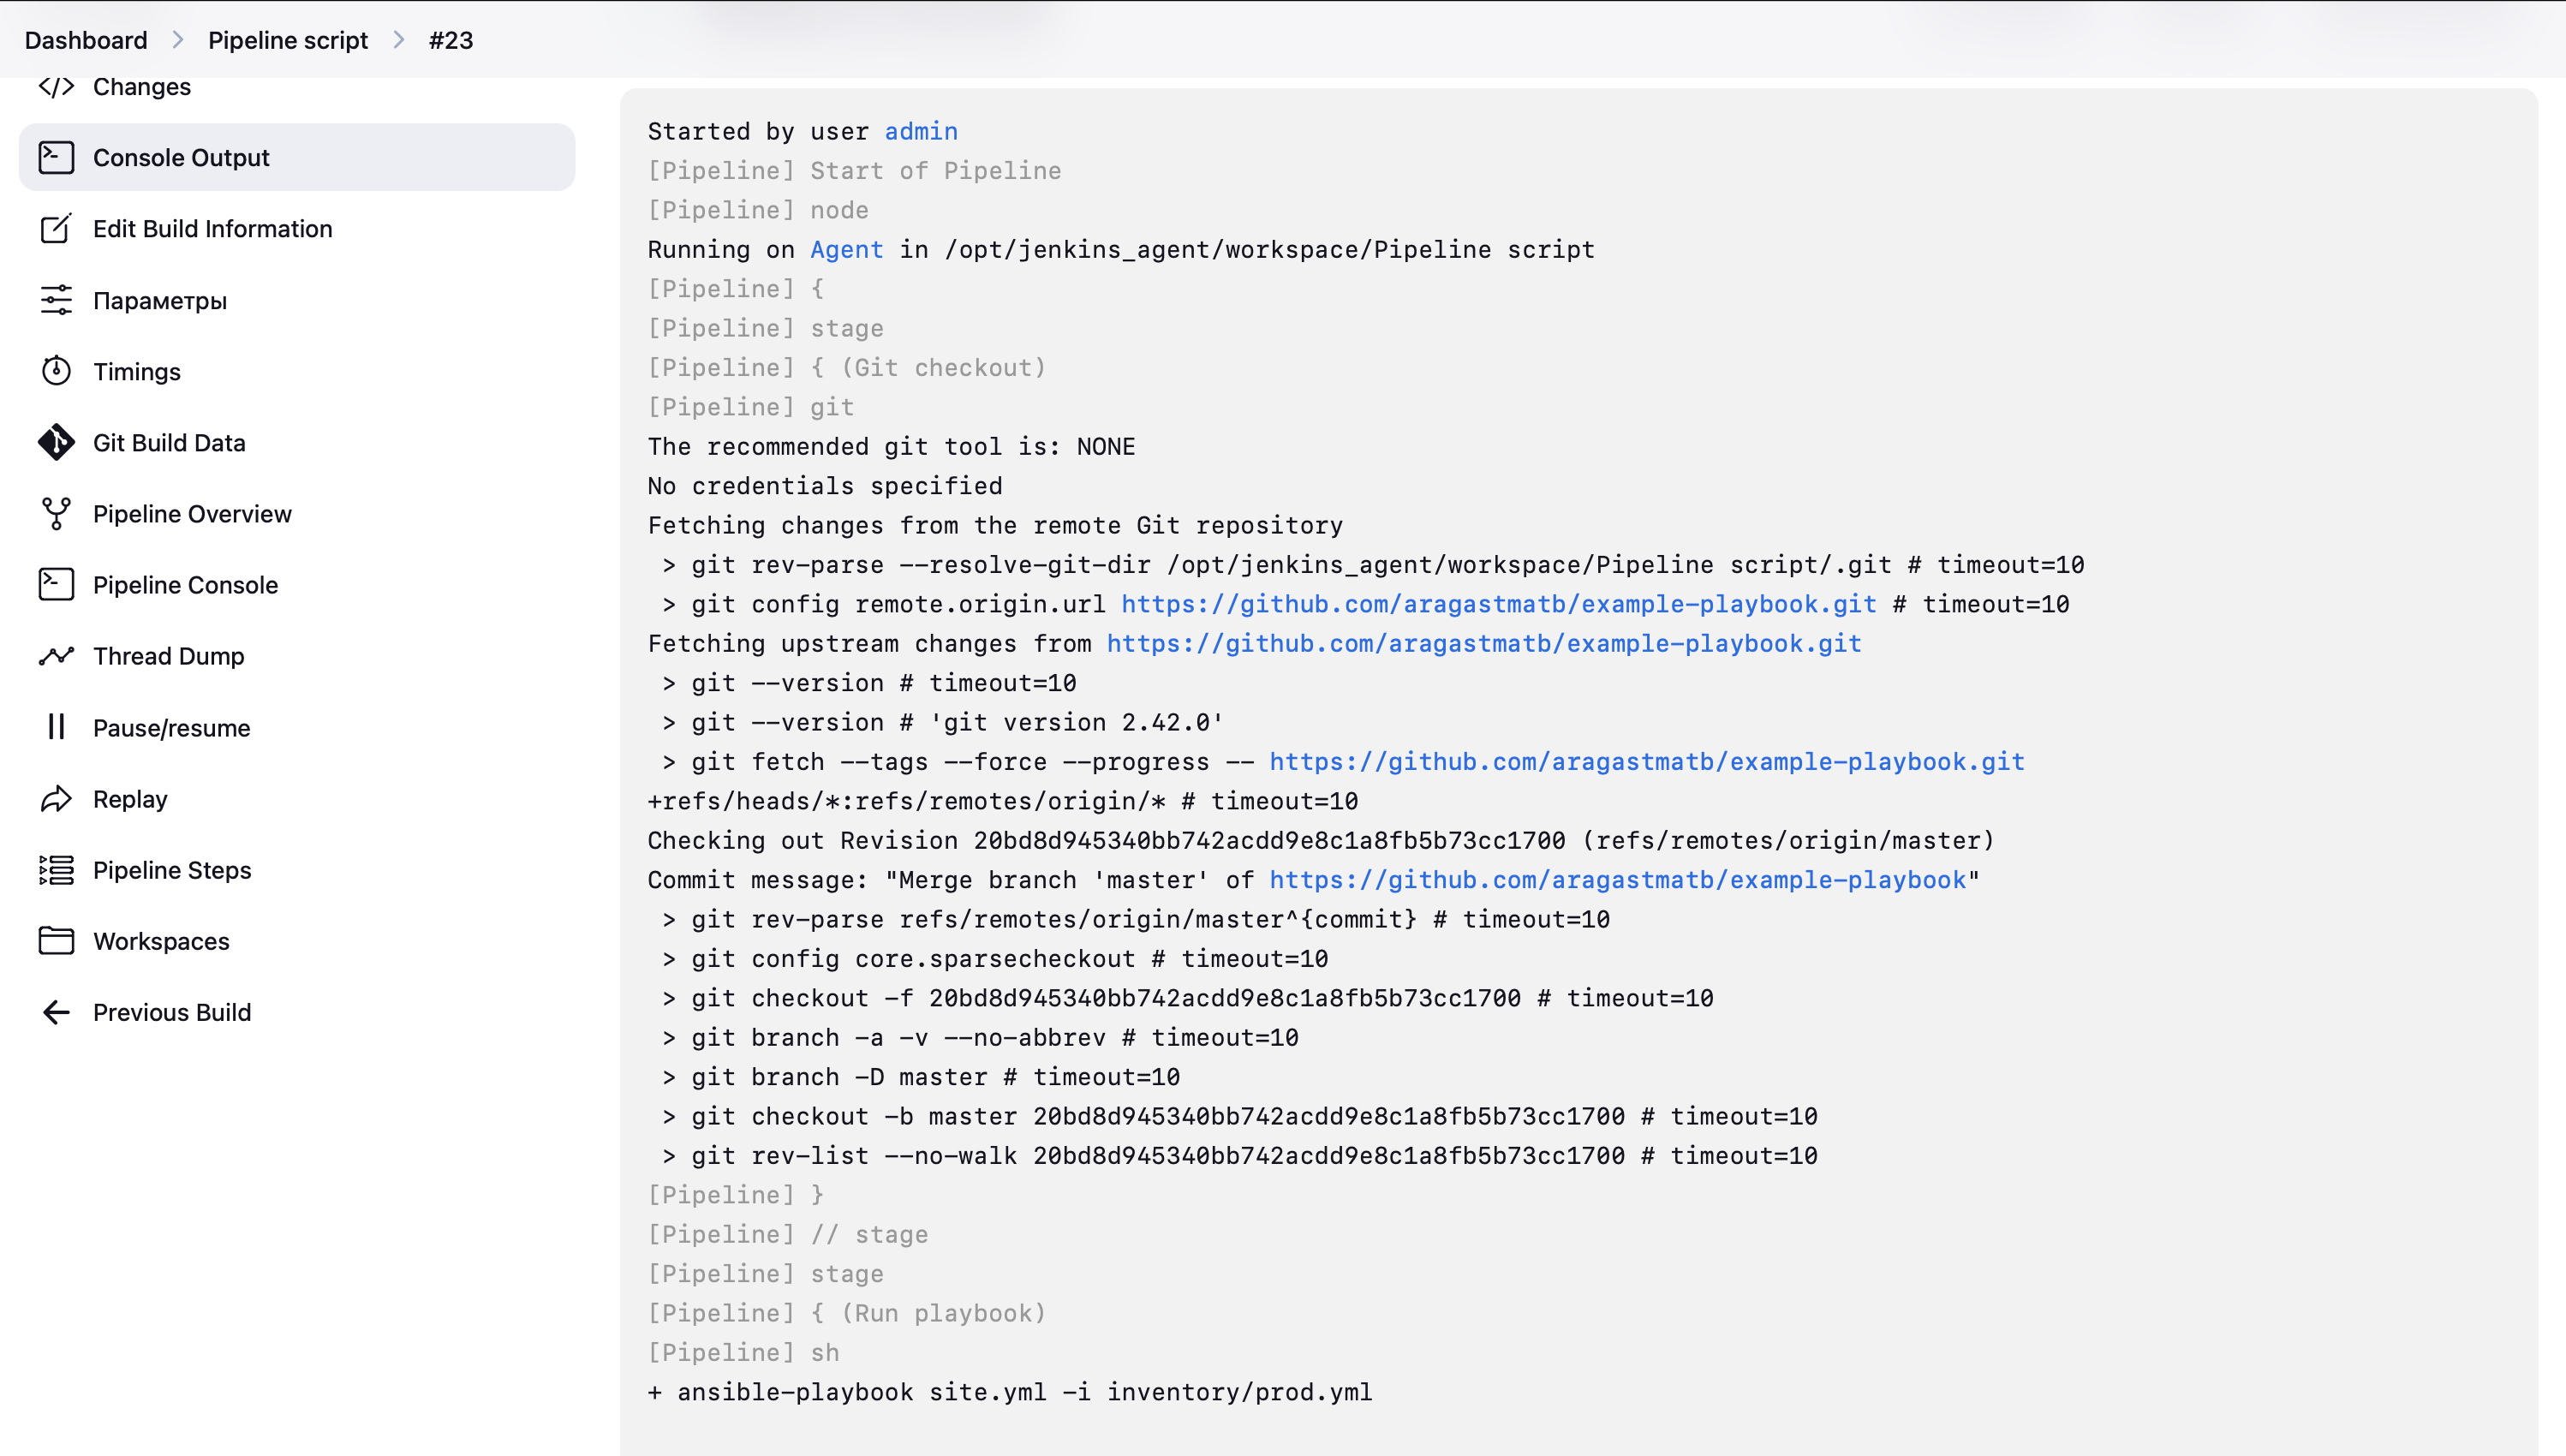 Dashboard > Pipeline script > #23
Changes
Console Output
Edit Build Information
Параметры
Timings
Git Build Data
Pipeline Overview
Pipeline Console
Thread Dump
Pause/resume
Replay
Pipeline Steps
Workspaces
Previous Build
Started by user admin
[Pipeline] Start of Pipeline
[Pipeline] node
Running on Agent in /opt/jenkins_agent/workspace/Pipeline script
[Pipeline] {
[Pipeline] stage
[Pipeline] { (Git checkout)
[Pipeline] git
The recommended git tool is: NONE
No credentials specified
Fetching changes from the remote Git repository
 > git rev-parse --resolve-git-dir /opt/jenkins_agent/workspace/Pipeline script/.git # timeout=10
 > git config remote.origin.url https://github.com/aragastmatb/example-playbook.git # timeout=10
Fetching upstream changes from https://github.com/aragastmatb/example-playbook.git
 > git --version # timeout=10
 > git --version # 'git version 2.42.0'
 > git fetch --tags --force --progress -- https://github.com/aragastmatb/example-playbook.git
+refs/heads/*:refs/remotes/origin/* # timeout=10
Checking out Revision 20bd8d945340bb742acdd9e8c1a8fb5b73cc1700 (refs/remotes/origin/master)
Commit message: "Merge branch 'master' of https://github.com/aragastmatb/example-playbook"
 > git rev-parse refs/remotes/origin/master^{commit} # timeout=10
 > git config core.sparsecheckout # timeout=10
 > git checkout -f 20bd8d945340bb742acdd9e8c1a8fb5b73cc1700 # timeout=10
 > git branch -a -v --no-abbrev # timeout=10
 > git branch -D master # timeout=10
 > git checkout -b master 20bd8d945340bb742acdd9e8c1a8fb5b73cc1700 # timeout=10
 > git rev-list --no-walk 20bd8d945340bb742acdd9e8c1a8fb5b73cc1700 # timeout=10
[Pipeline] }
[Pipeline] // stage
[Pipeline] stage
[Pipeline] { (Run playbook)
[Pipeline] sh
+ ansible-playbook site.yml -i inventory/prod.yml